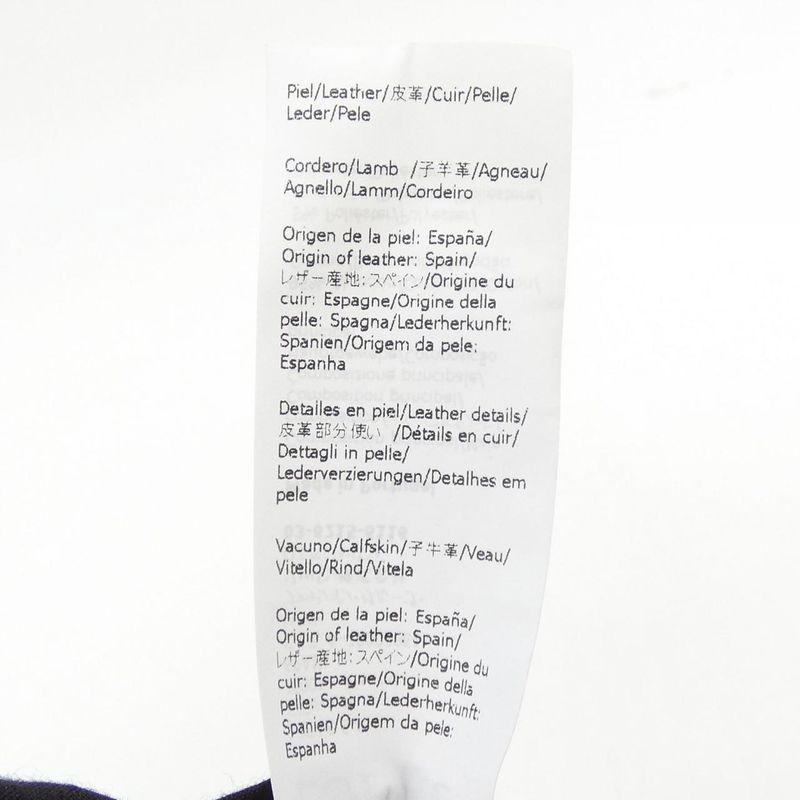 Piel/Leather/皮革/Cuir/Pelle/
Leder/Pele
Cordero/Lamb /子羊革/Agneau/
Agnello/Lamm/Cordeiro
Origen de la piel: España/
Origin of leather: Spain/
レザー産地:スペイン/Origine du
cuir: Espagne/Origine della
pelle: Spagna/Lederherkunft:
Spanien/Origem da pele:
Espanha
Detalles en piel/Leather details/
皮革部分使い /Détails en cuir/
Dettagli in pelle/
Lederverzierungen/Detalhes em
pele
Vacuno/Calfskin/子牛革/Veau/
Vitello/Rind/Vitela
Origen de la piel: España/
Origin of leather: Spain/
レザー産地:スペイン/Origine du
cuir: Espagne/Origine della
pelle: Spagna/Lederherkunft:
Spanien/Origem da pele:
Espanha